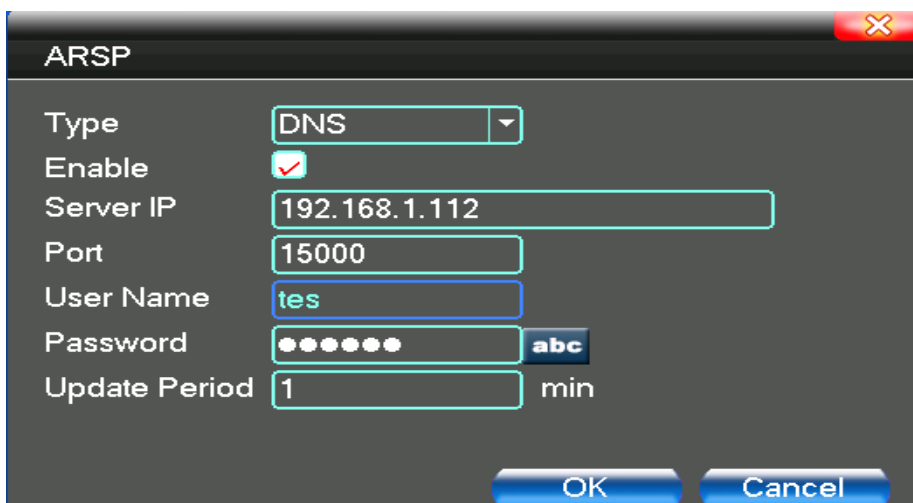 ARSP
Type DNS
Enable
Server IP 192.168.1.112
Port 15000
User Name tes
Password ●●●●●● abc
Update Period 1 min
OK Cancel